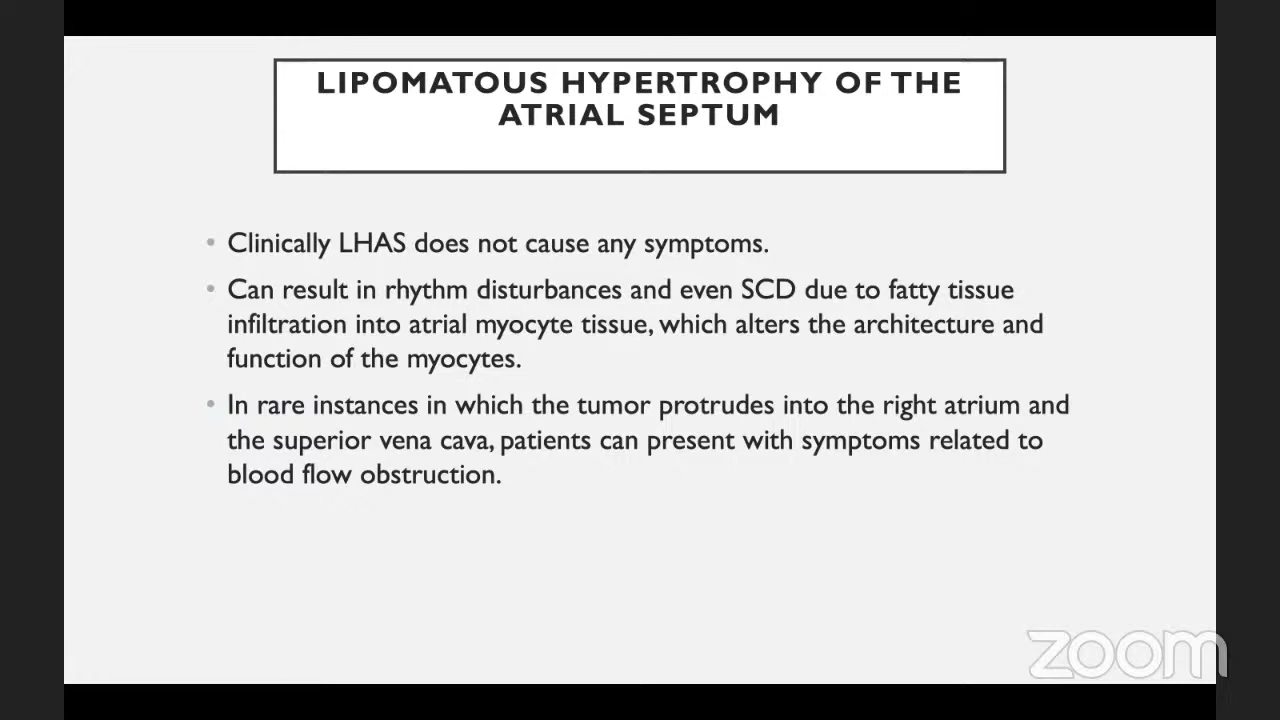 LIPOMATOUS HYPERTROPHY OF THE
ATRIAL SEPTUM
• Clinically LHAS does not cause any symptoms.
• Can result in rhythm disturbances and even SCD due to fatty tissue
infiltration into atrial myocyte tissue, which alters the architecture and
function of the myocytes.
• In rare instances in which the tumor protrudes into the right atrium and
the superior vena cava, patients can present with symptoms related to
blood flow obstruction.
zoom